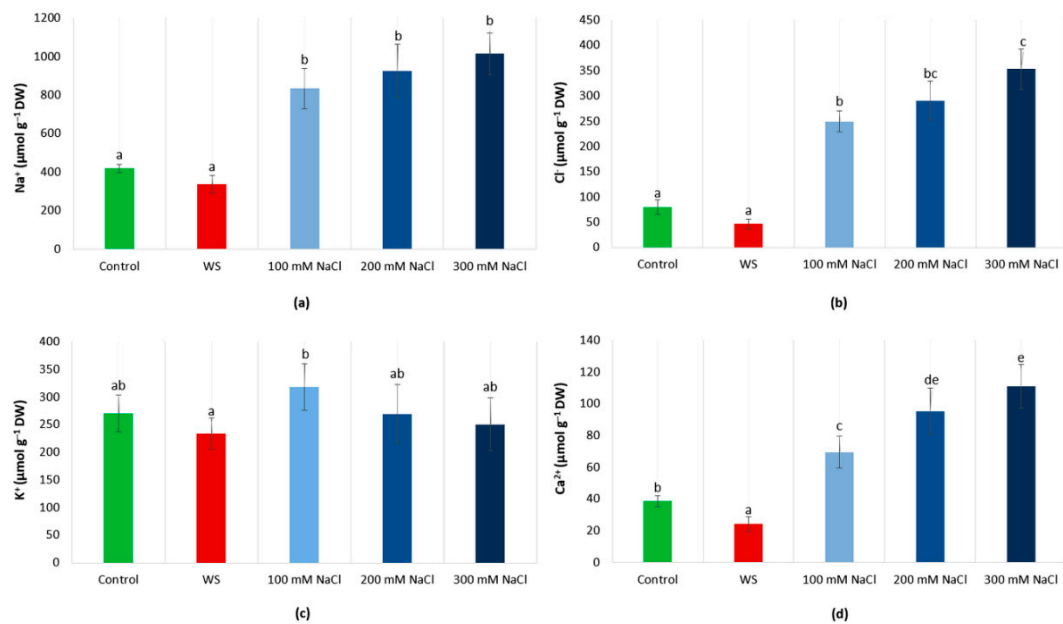 Na⁺ (µmol g⁻¹ DW)
1200
1000
800
600
400
200
0
a
a
b
b
b
Control
WS
100 mM NaCl
200 mM NaCl
300 mM NaCl
(a)
Cl⁻ (µmol g⁻¹ DW)
450
400
350
300
250
200
150
100
50
0
a
a
b
bc
c
Control
WS
100 mM NaCl
200 mM NaCl
300 mM NaCl
(b)
K⁺ (µmol g⁻¹ DW)
400
350
300
250
200
150
100
50
0
ab
a
b
ab
ab
Control
WS
100 mM NaCl
200 mM NaCl
300 mM NaCl
(c)
Ca²⁺ (µmol g⁻¹ DW)
140
120
100
80
60
40
20
0
b
a
c
de
e
Control
WS
100 mM NaCl
200 mM NaCl
300 mM NaCl
(d)